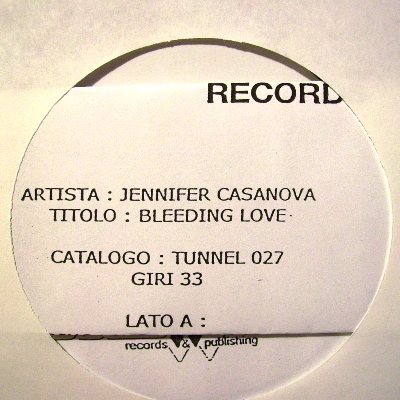 RECORD
ARTISTA : JENNIFER CASANOVA
TITOLO : BLEEDING LOVE
CATALOGO : TUNNEL 027
GIRI 33
LATO A :
records & publishing